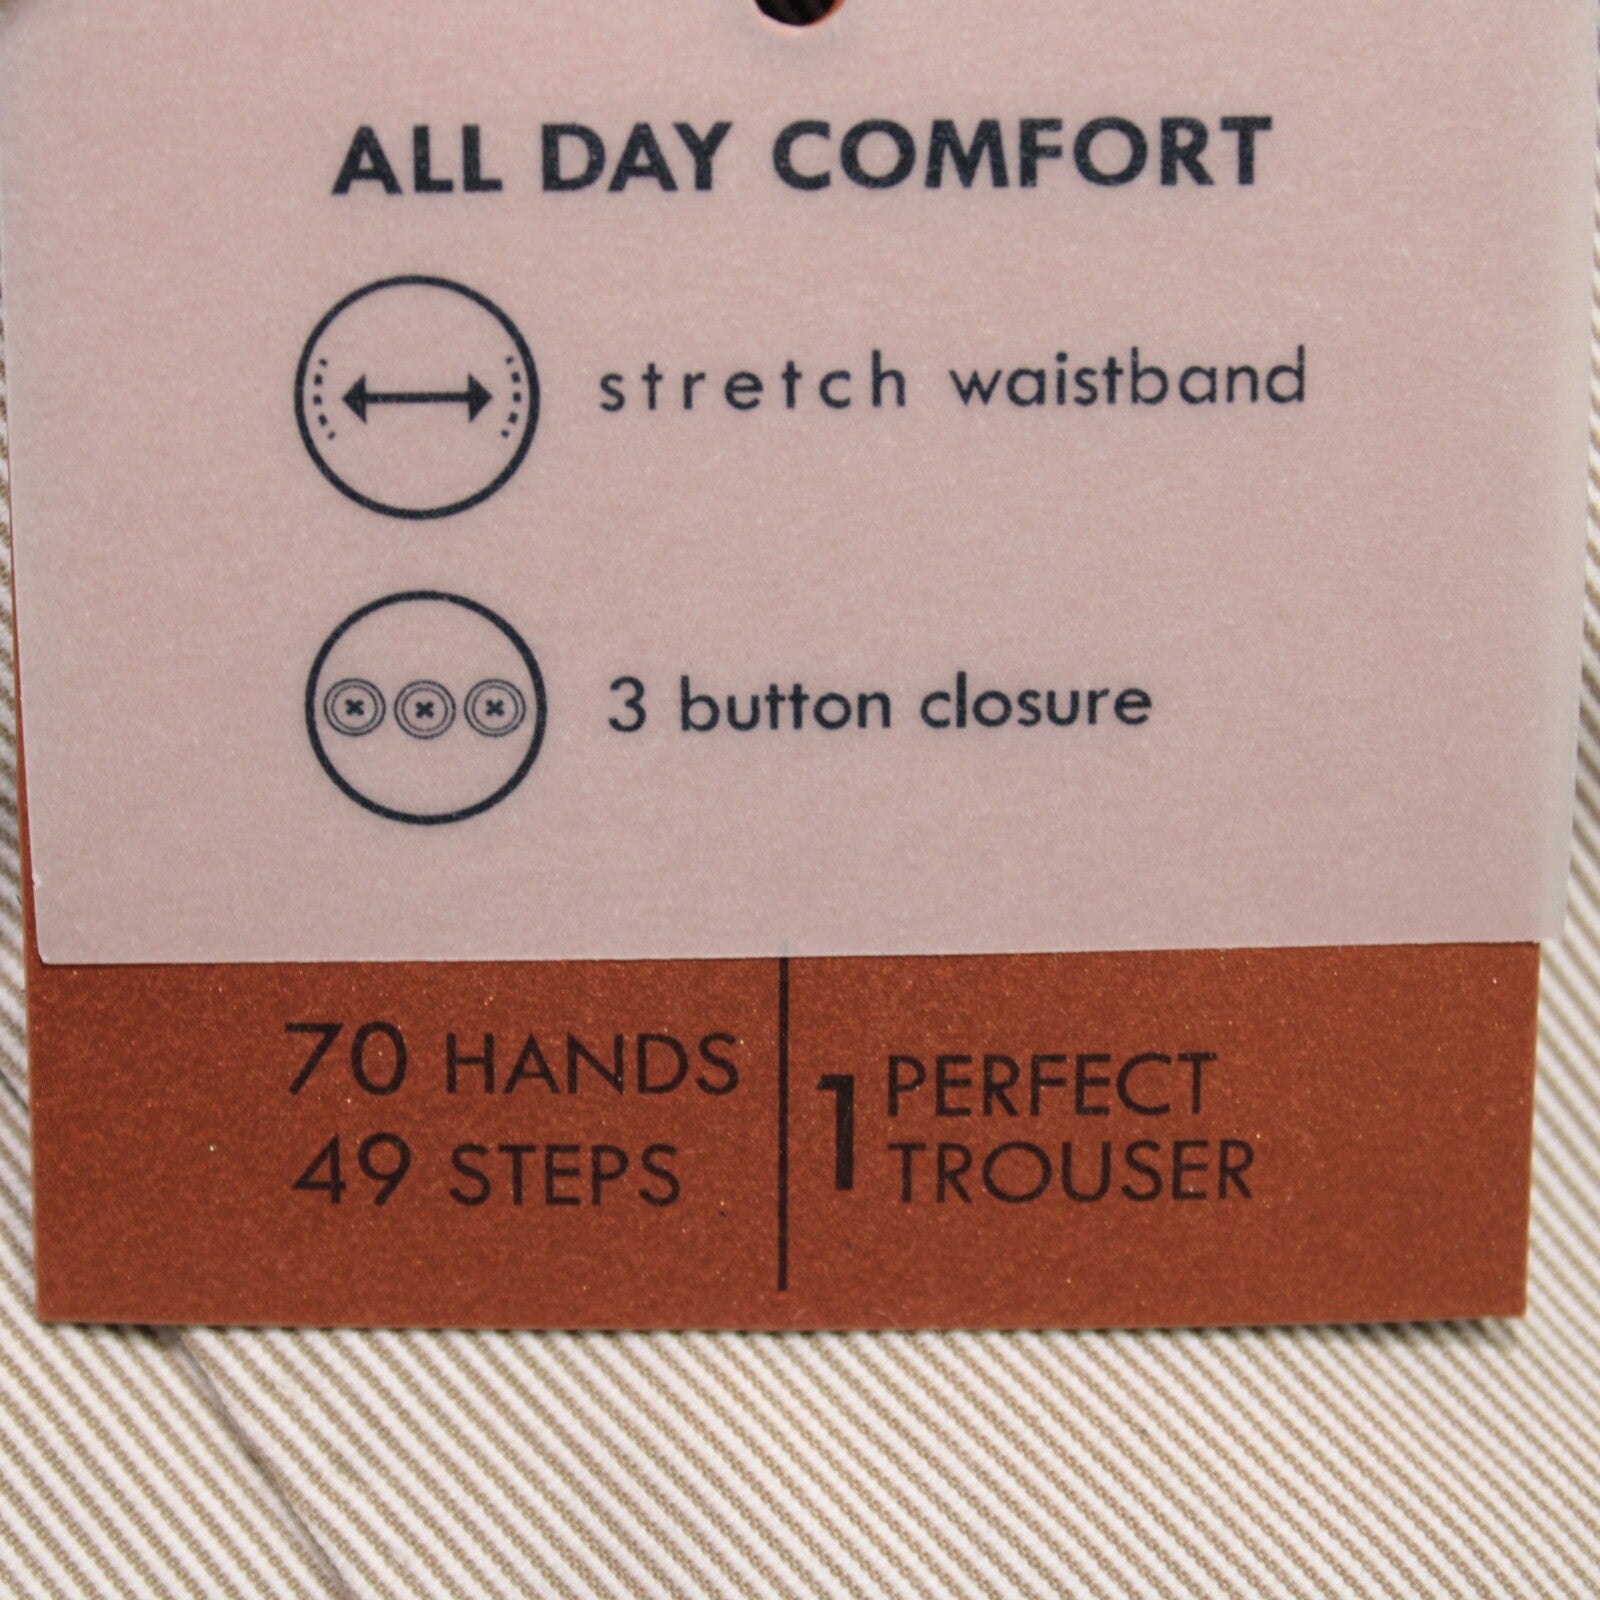 ALL DAY COMFORT
stretch waistband
3 button closure
70 HANDS
49 STEPS
1 PERFECT
TROUSER